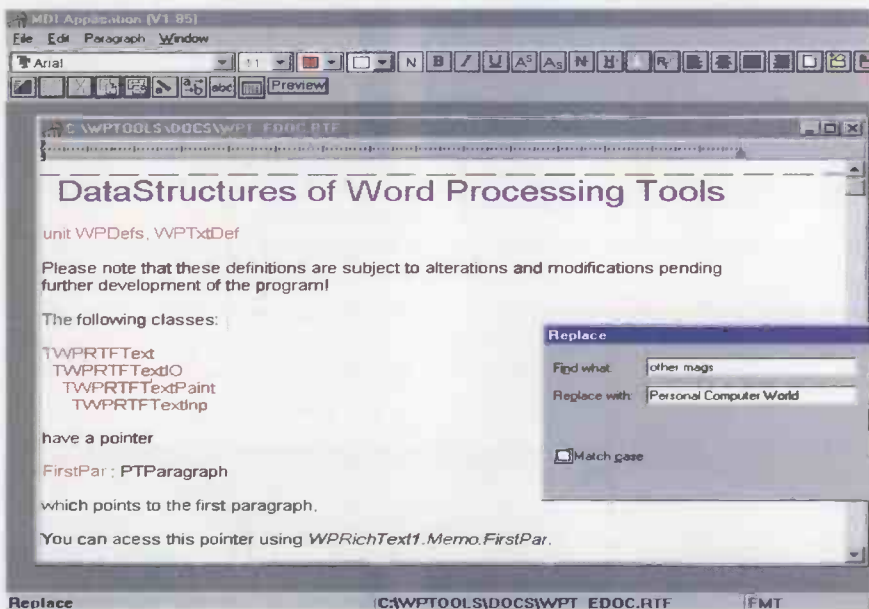 MDI Application (V1.85)
File Edit Paragraph Window
Arial 11 N B I U AS AS
abc Preview
C:\WPTOOLS\DOCS\WPT_EDOC.RTF
DataStructures of Word Processing Tools
unit WPDefs, WPTxtDef
Please note that these definitions are subject to alterations and modifications pending
further development of the program!
The following classes:
TWPRTFText
TWPRTFTextIO
TWPRTFTextPaint
TWPRTFTextInp
have a pointer
FirstPar : PTParagraph
which points to the first paragraph,
You can acess this pointer using WPRichText1.Memo.FirstPar.
Replace
Find what: other mags
Replace with: Personal Computer World
Match case
Replace C:\WPTOOLS\DOCS\WPT_EDOC.RTF FMT